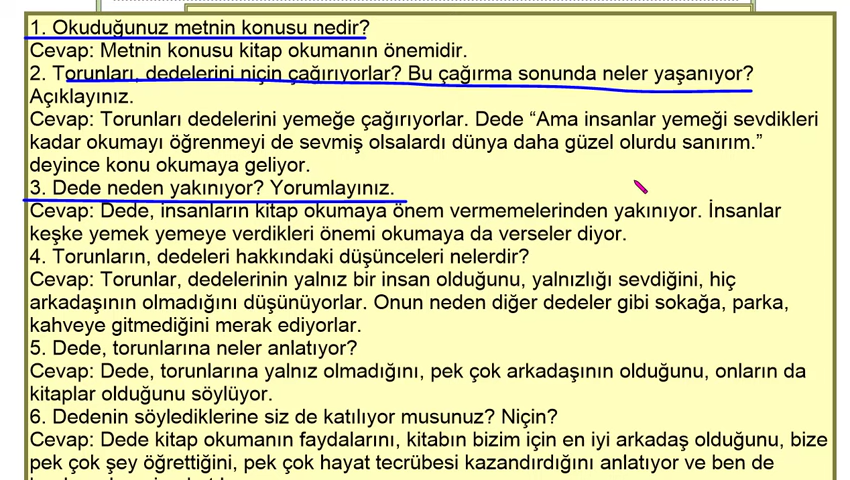 1. Okuduğunuz metnin konusu nedir?
Cevap: Metnin konusu kitap okumanın önemidir.
2. Torunları, dedelerini niçin çağırıyorlar? Bu çağırma sonunda neler yaşanıyor?
Açıklayınız.
Cevap: Torunları dedelerini yemeğe çağırıyorlar. Dede “Ama insanlar yemeği sevdikleri
kadar okumayı öğrenmeyi de sevmiş olsalardı dünya daha güzel olurdu sanırım.”
deyince konu okumaya geliyor.
3. Dede neden yakınıyor? Yorumlayınız.
Cevap: Dede, insanların kitap okumaya önem vermemelerinden yakınıyor. İnsanlar
keşke yemek yemeye verdikleri önemi okumaya da verseler diyor.
4. Torunların, dedeleri hakkındaki düşünceleri nelerdir?
Cevap: Torunlar, dedelerinin yalnız bir insan olduğunu, yalnızlığı sevdiğini, hiç
arkadaşının olmadığını düşünüyorlar. Onun neden diğer dedeler gibi sokağa, parka,
kahveye gitmediğini merak ediyorlar.
5. Dede, torunlarına neler anlatıyor?
Cevap: Dede, torunlarına yalnız olmadığını, pek çok arkadaşının olduğunu, onların da
kitaplar olduğunu söylüyor.
6. Dedenin söylediklerine siz de katılıyor musunuz? Niçin?
Cevap: Dede kitap okumanın faydalarını, kitabın bizim için en iyi arkadaş olduğunu, bize
pek çok şey öğrettiğini, pek çok hayat tecrübesi kazandırdığını anlatıyor ve ben de